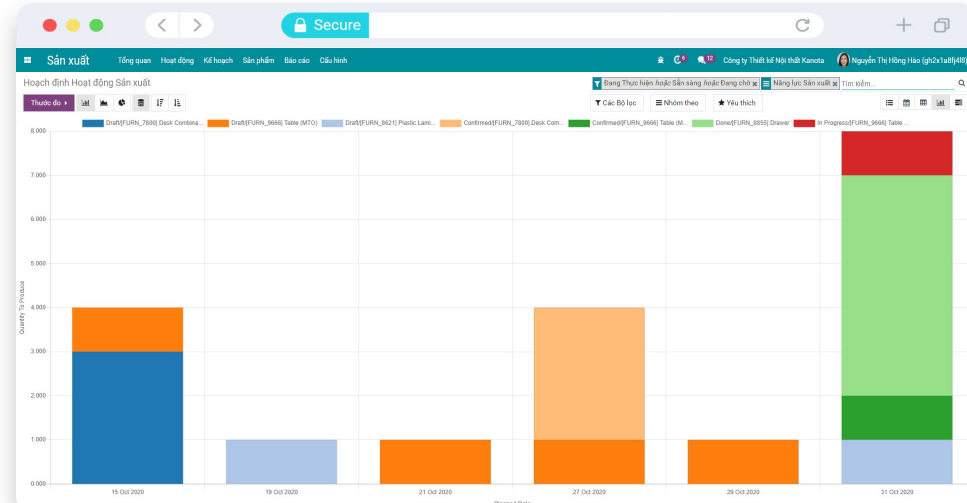 Secure
Sản xuất Tổng quan Hoạt động Kế hoạch Sản phẩm Báo cáo Cấu hình 6 12 Công ty Thiết kế Nội thất Kanota Nguyễn Thị Hồng Hào (gh2x1a8fj4l8)
Hoạch định Hoạt động Sản xuất Đang Thực hiện hoặc Sẵn sàng hoặc Đang chờ x Năng lực Sản xuất x Tìm kiếm...
Thước đo Các Bộ lọc Nhóm theo Yêu thích
Draft/[FURN_7800] Desk Combina... Draft/[FURN_9666] Table (MTO) Draft/[FURN_8621] Plastic Lami... Confirmed/[FURN_7800] Desk Com... Confirmed/[FURN_9666] Table (M... Done/[FURN_8855] Drawer In Progress/[FURN_9666] Table ...
8.000
7.000
6.000
5.000
4.000
Quantity To Produce
3.000
2.000
1.000
0.000
15 Oct 2020 19 Oct 2020 21 Oct 2020 27 Oct 2020 29 Oct 2020 31 Oct 2020